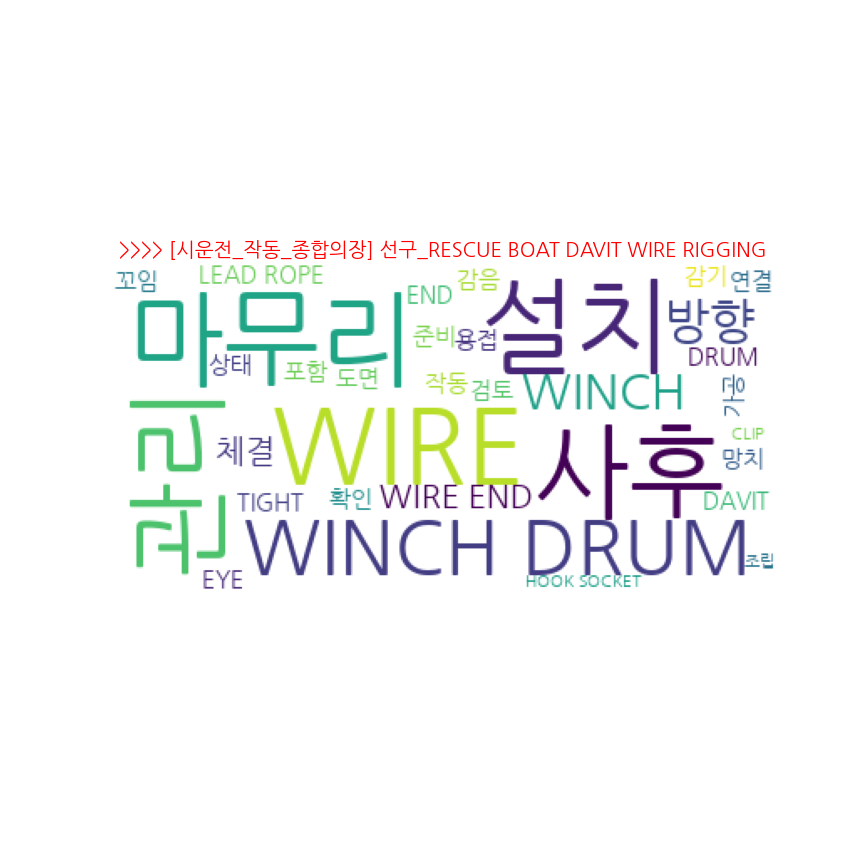 >>>> [시운전_작동_종합의장] 선구_RESCUE BOAT DAVIT WIRE RIGGING
꼬임
LEAD ROPE
END
감음
감기
연결
마무리
설치
방향
준비
용접
상태
포함
도면
작동
검토
WINCH
DRUM
가공
관리
체결
WIRE
사후
CLIP
망치
TIGHT
확인
WIRE END
DAVIT
WINCH DRUM
조립
EYE
HOOK SOCKET